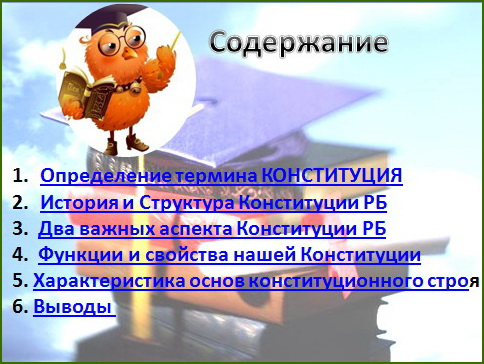 Содержание
1. Определение термина КОНСТИТУЦИЯ
2. История и Структура Конституции РБ
3. Два важных аспекта Конституции РБ
4. Функции и свойства нашей Конституции
5. Характеристика основ конституционного строя
6. Выводы